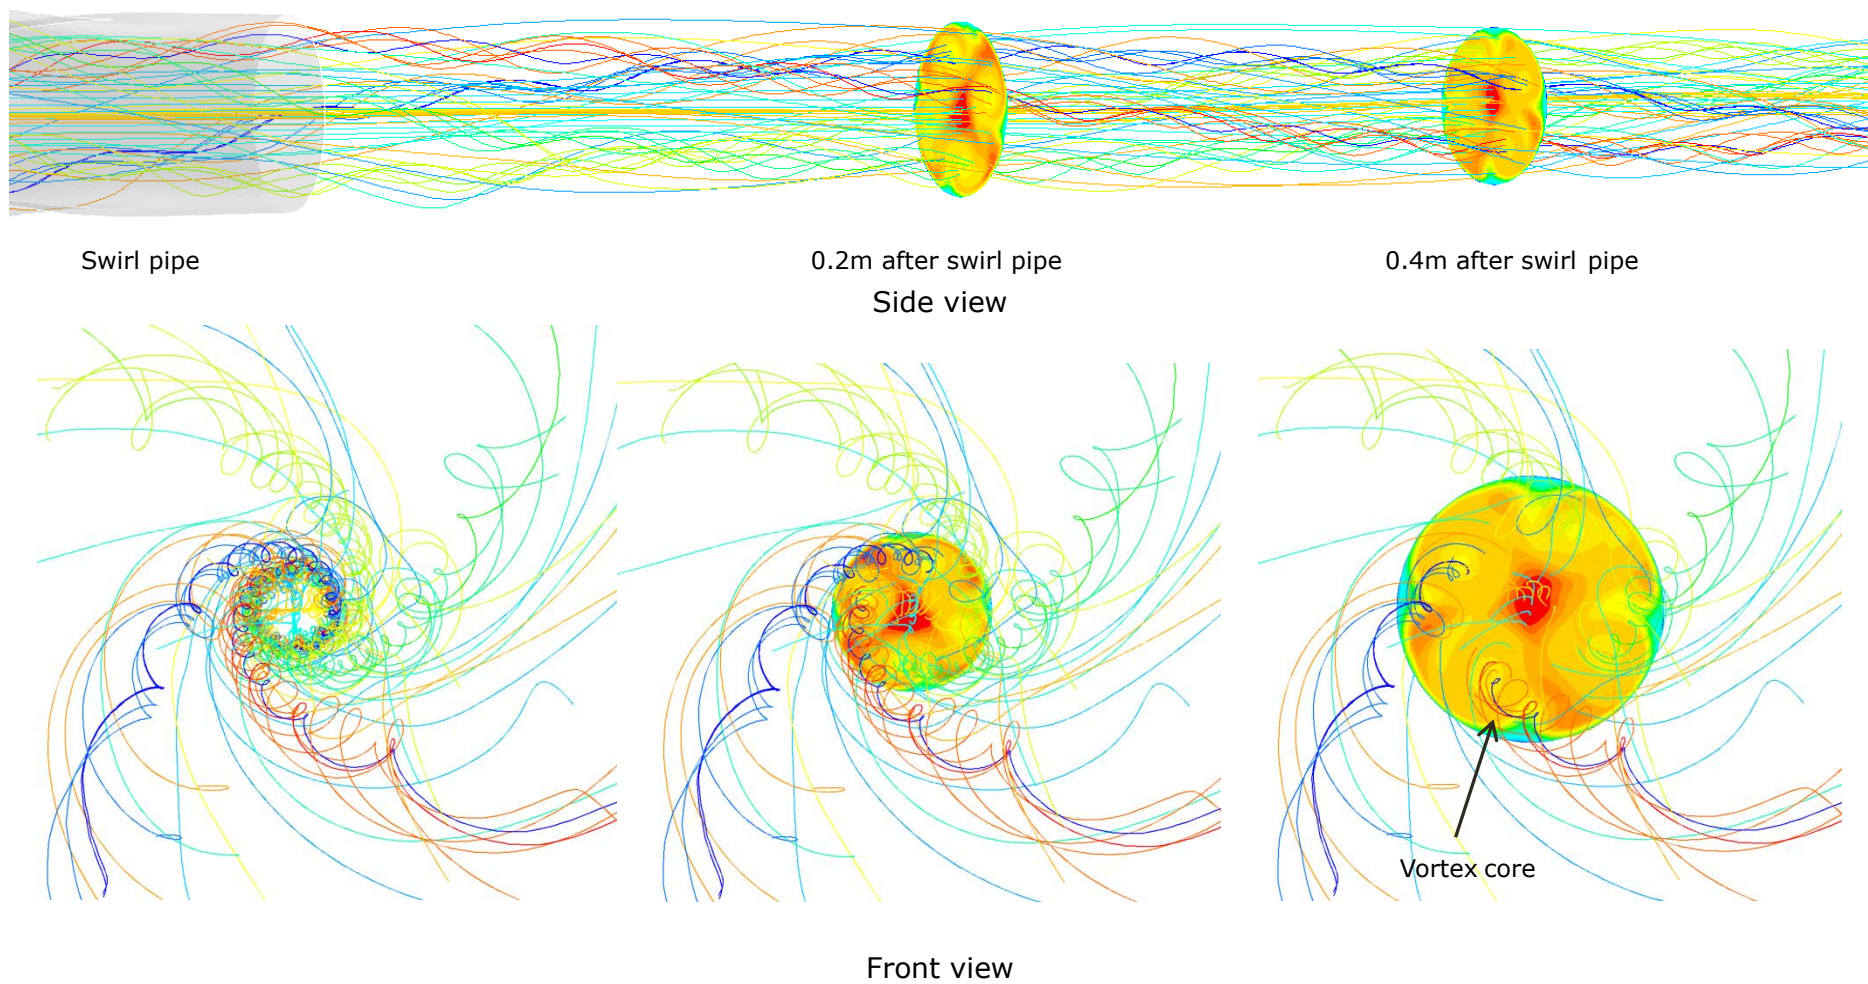 Swirl pipe
0.2m after swirl pipe
0.4m after swirl pipe
Side view
Vortex core
Front view